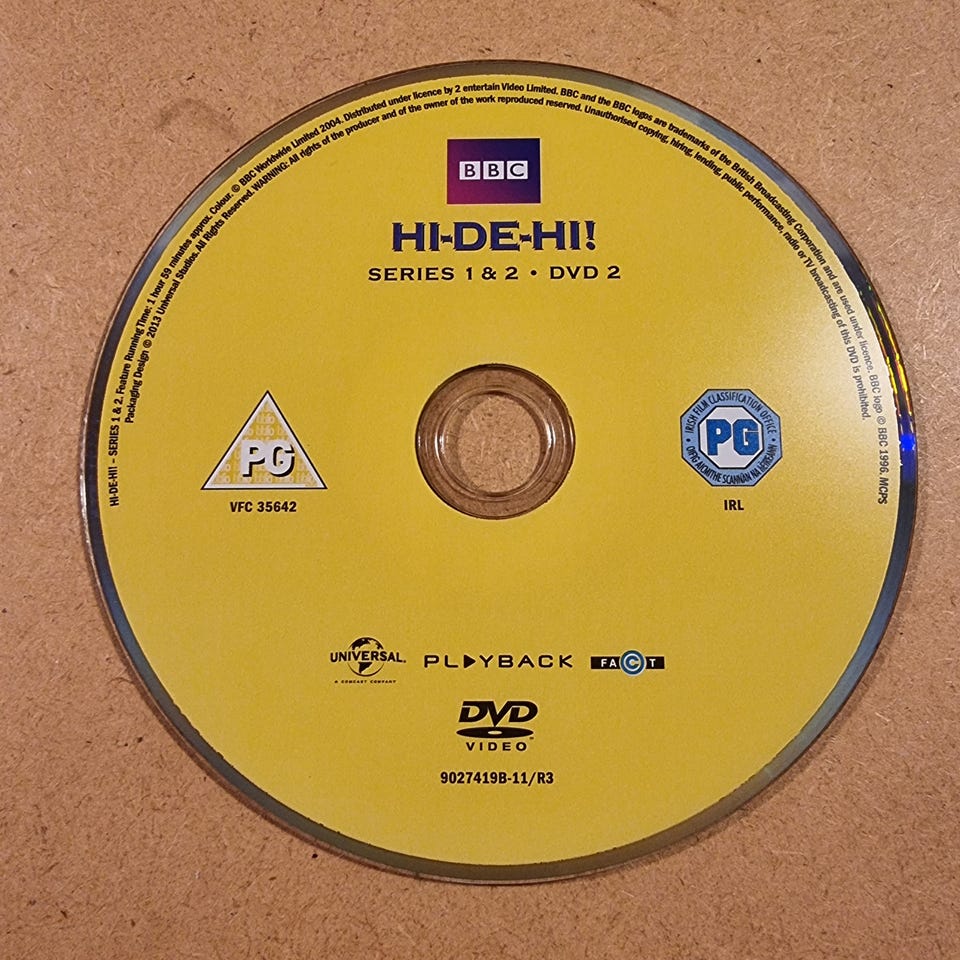 HI-DE-HI! – SERIES 1 & 2. Feature Running Time: 1 hour 59 minutes approx. Colour. © BBC Worldwide Limited 2004. Distributed under licence by 2 entertain Video Limited. BBC and the BBC logos are trademarks of the British Broadcasting Corporation and are used under licence. BBC logo © BBC 1996. MCPS
Packaging Design © 2013 Universal Studios. All Rights Reserved. WARNING: All rights of the producer and of the owner of the work reproduced reserved. Unauthorised copying, hiring, lending, public performance, radio or TV broadcasting of this DVD is prohibited.
BBC
HI-DE-HI!
SERIES 1 & 2 • DVD 2
PG
VFC 35642
IRISH FILM CLASSIFICATION OFFICE
PG
OIFIG AICMITHE SCANNÁN NA hÉIREANN
IRL
UNIVERSAL
A COMCAST COMPANY
PLAYBACK
FACT
DVD
VIDEO
9027419B-11/R3